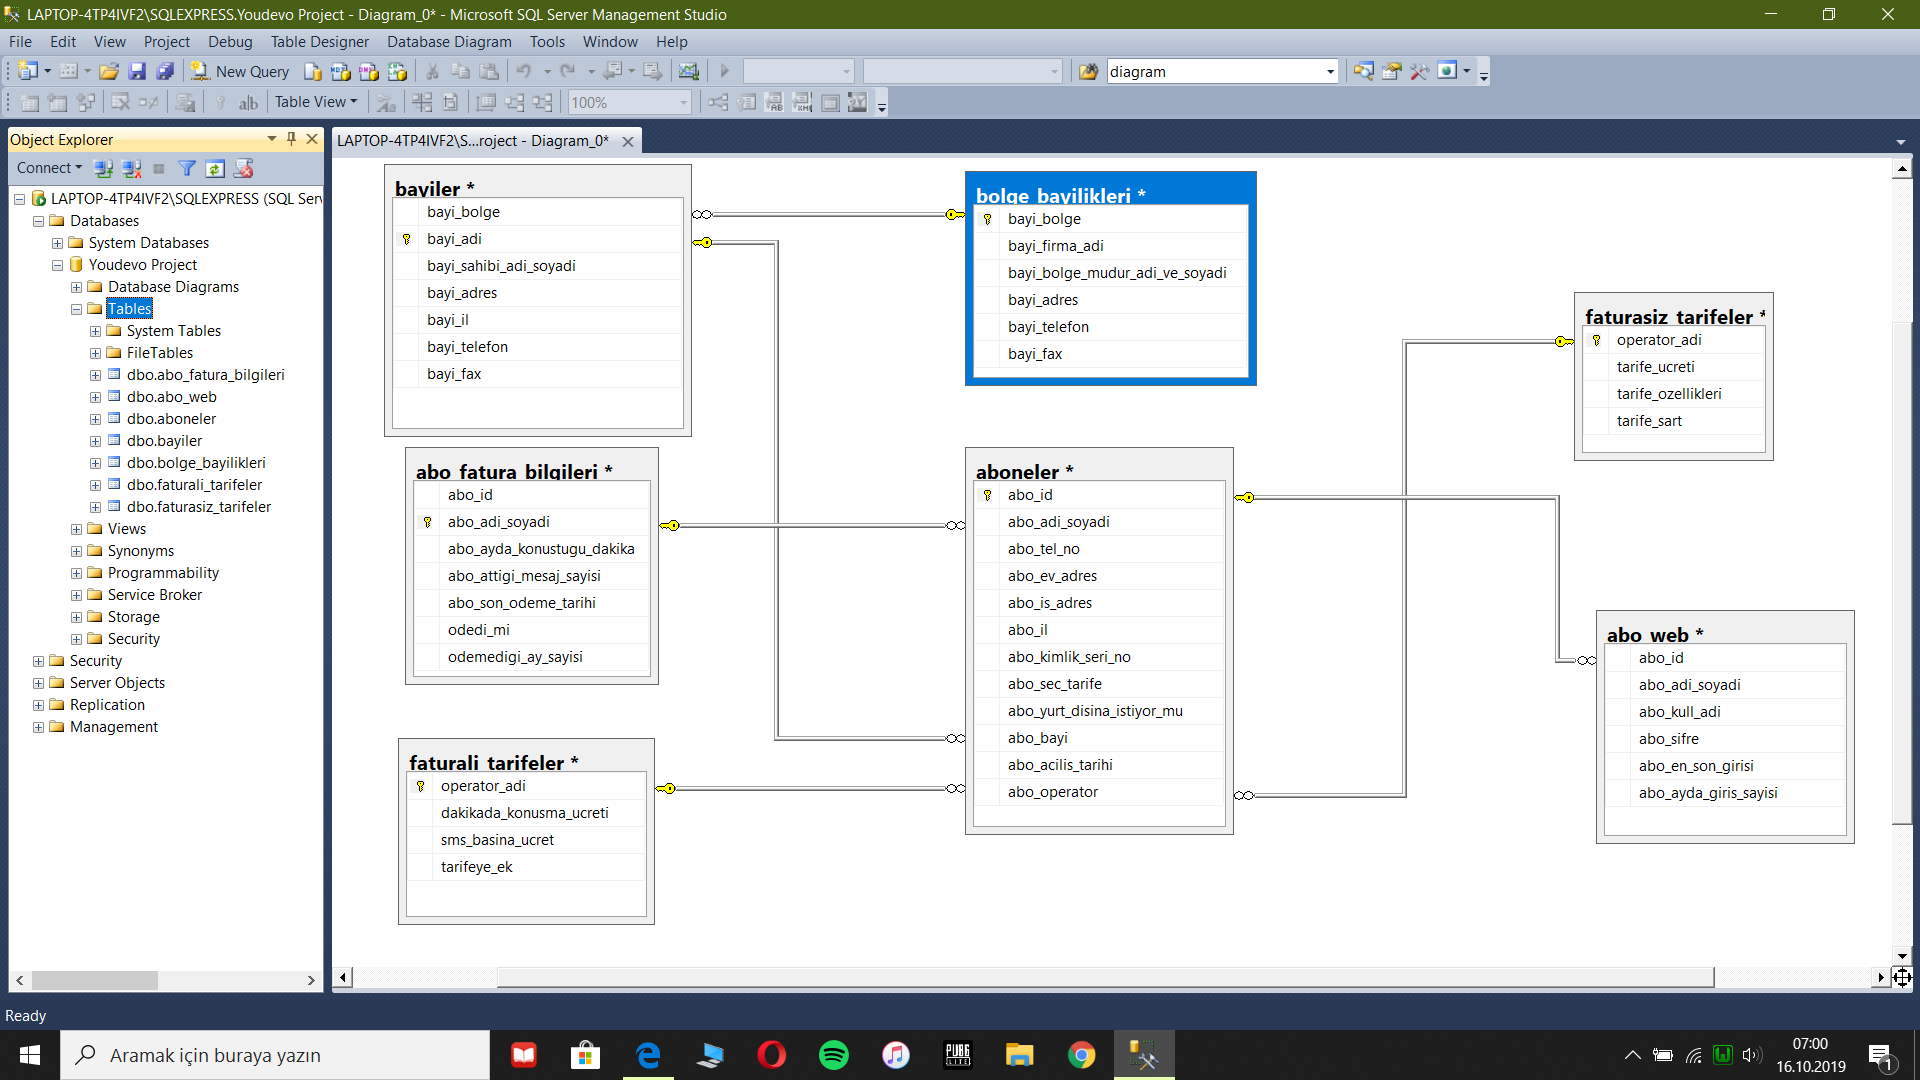 LAPTOP-4TP4IVF2\SQLEXPRESS.Youdevo Project - Diagram_0* - Microsoft SQL Server Management Studio
File Edit View Project Debug Table Designer Database Diagram Tools Window Help
New Query diagram
Table View 100%
Object Explorer
Connect
LAPTOP-4TP4IVF2\SQLEXPRESS (SQL Serv
Databases
System Databases
Youdevo Project
Database Diagrams
Tables
System Tables
FileTables
dbo.abo_fatura_bilgileri
dbo.abo_web
dbo.aboneler
dbo.bayiler
dbo.bolge_bayilikleri
dbo.faturali_tarifeler
dbo.faturasiz_tarifeler
Views
Synonyms
Programmability
Service Broker
Storage
Security
Security
Server Objects
Replication
Management
LAPTOP-4TP4IVF2\S...roject - Diagram_0*
bayiler *
bayi_bolge
bayi_adi
bayi_sahibi_adi_soyadi
bayi_adres
bayi_il
bayi_telefon
bayi_fax
bolge_bayilikleri *
bayi_bolge
bayi_firma_adi
bayi_bolge_mudur_adi_ve_soyadi
bayi_adres
bayi_telefon
bayi_fax
faturasiz_tarifeler *
operator_adi
tarife_ucreti
tarife_ozellikleri
tarife_sart
abo_fatura_bilgileri *
abo_id
abo_adi_soyadi
abo_ayda_konustugu_dakika
abo_attigi_mesaj_sayisi
abo_son_odeme_tarihi
odedi_mi
odemedigi_ay_sayisi
aboneler *
abo_id
abo_adi_soyadi
abo_tel_no
abo_ev_adres
abo_is_adres
abo_il
abo_kimlik_seri_no
abo_sec_tarife
abo_yurt_disina_istiyor_mu
abo_bayi
abo_acilis_tarihi
abo_operator
abo_web *
abo_id
abo_adi_soyadi
abo_kull_adi
abo_sifre
abo_en_son_girisi
abo_ayda_giris_sayisi
faturali_tarifeler *
operator_adi
dakikada_konusma_ucreti
sms_basina_ucret
tarifeye_ek
Ready
Aramak için buraya yazın
PUBG
LITE
07:00
16.10.2019
1